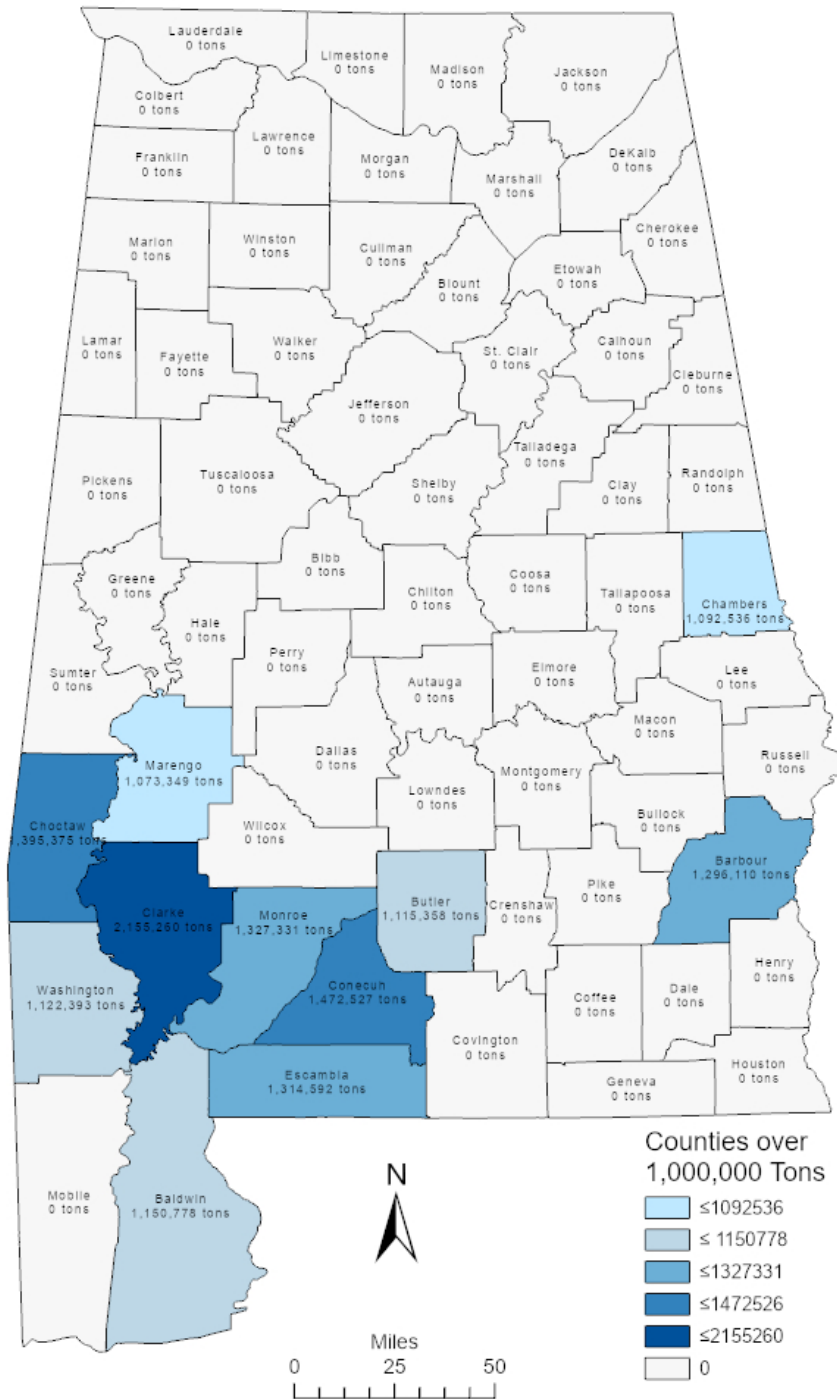 Lauderdale
0 tons
Limestone
0 tons
Madison
0 tons
Jackson
0 tons
Colbert
0 tons
Lawrence
0 tons
Franklin
0 tons
Morgan
0 tons
Marshall
0 tons
DeKalb
0 tons
Cherokee
0 tons
Marion
0 tons
Winston
0 tons
Cullman
0 tons
Blount
0 tons
Etowah
0 tons
Lamar
0 tons
Fayette
0 tons
Walker
0 tons
St. Clair
0 tons
Calhoun
0 tons
Cleburne
0 tons
Jefferson
0 tons
Pickens
0 tons
Tuscaloosa
0 tons
Shelby
0 tons
Talladega
0 tons
Clay
0 tons
Randolph
0 tons
Greene
0 tons
Bibb
0 tons
Hale
0 tons
Chilton
0 tons
Coosa
0 tons
Tallapoosa
0 tons
Chambers
1,092,536 tons
Sumter
0 tons
Perry
0 tons
Autauga
0 tons
Elmore
0 tons
Lee
0 tons
Macon
0 tons
Russell
0 tons
Marengo
1,073,349 tons
Dallas
0 tons
Lowndes
0 tons
Montgomery
0 tons
Bullock
0 tons
Choctaw
1,395,375 tons
Wilcox
0 tons
Barbour
1,296,110 tons
Clarke
2,155,260 tons
Monroe
1,327,331 tons
Butler
1,115,358 tons
Crenshaw
0 tons
Pike
0 tons
Washington
1,122,393 tons
Conecuh
1,472,527 tons
Coffee
0 tons
Dale
0 tons
Henry
0 tons
Covington
0 tons
Escambia
1,314,592 tons
Geneva
0 tons
Houston
0 tons
Mobile
0 tons
Baldwin
1,150,778 tons
N
Miles
0 25 50
Counties over
1,000,000 Tons
≤1092536
≤ 1150778
≤1327331
≤1472526
≤2155260
0